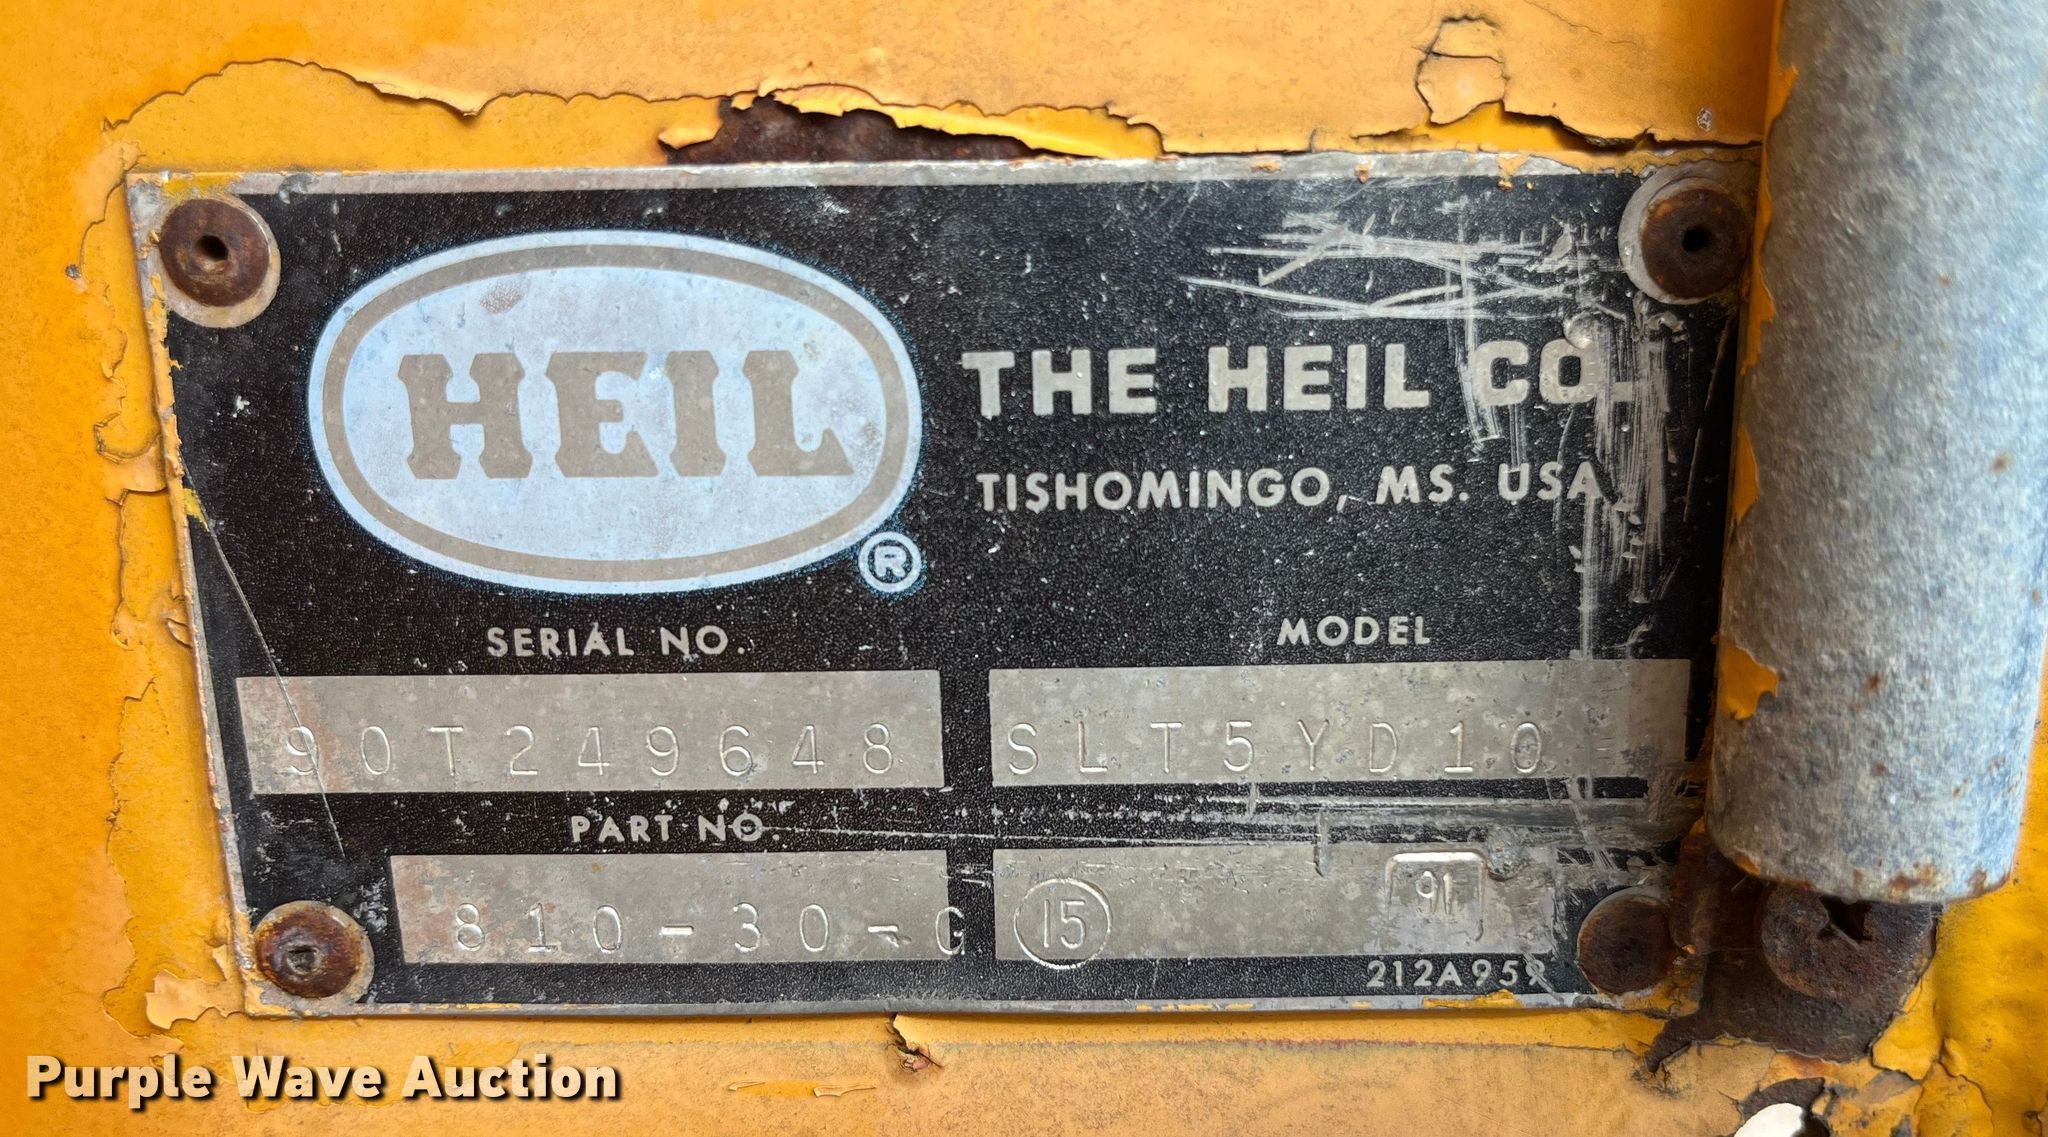 HEIL
®
THE HEIL CO.
TISHOMINGO, MS. USA
SERIAL NO.
MODEL
90T249648
SLT5YD10
PART NO.
810-30-G
15
91
212A959
Purple Wave Auction